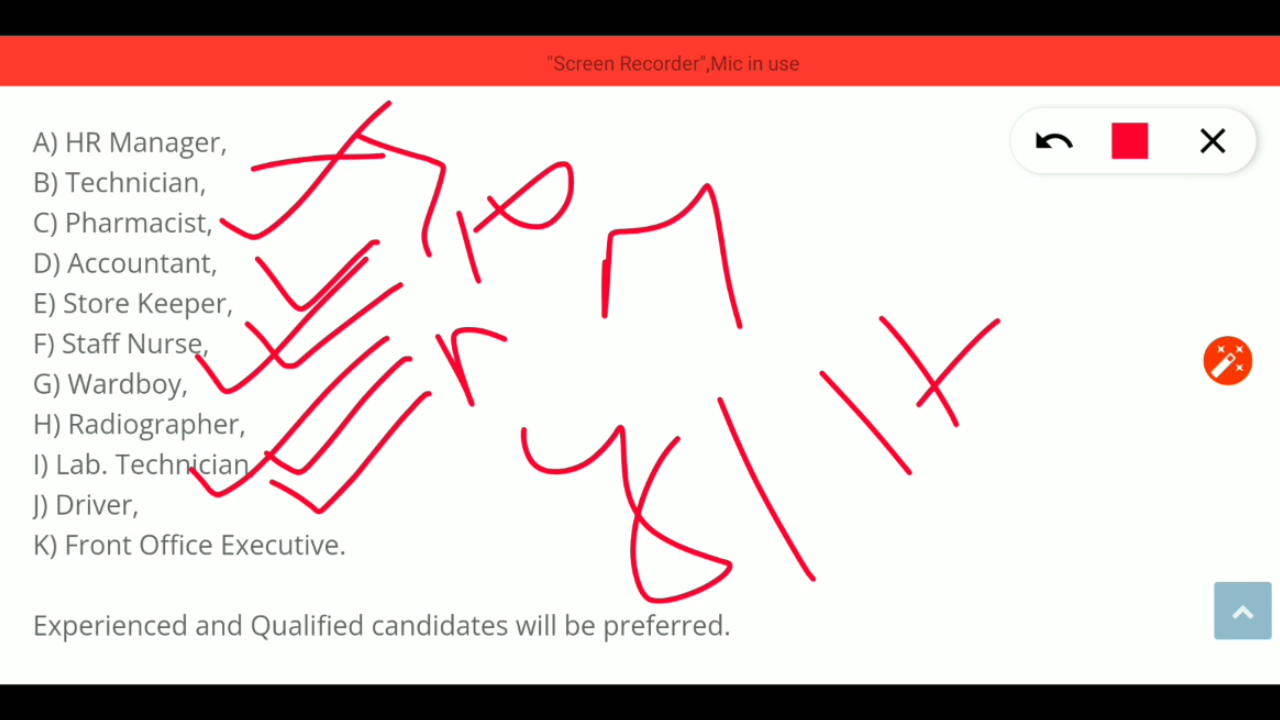 "Screen Recorder",Mic in use
A) HR Manager,
B) Technician,
C) Pharmacist,
D) Accountant,
E) Store Keeper,
F) Staff Nurse,
G) Wardboy,
H) Radiographer,
I) Lab. Technician,
J) Driver,
K) Front Office Executive.
Experienced and Qualified candidates will be preferred.